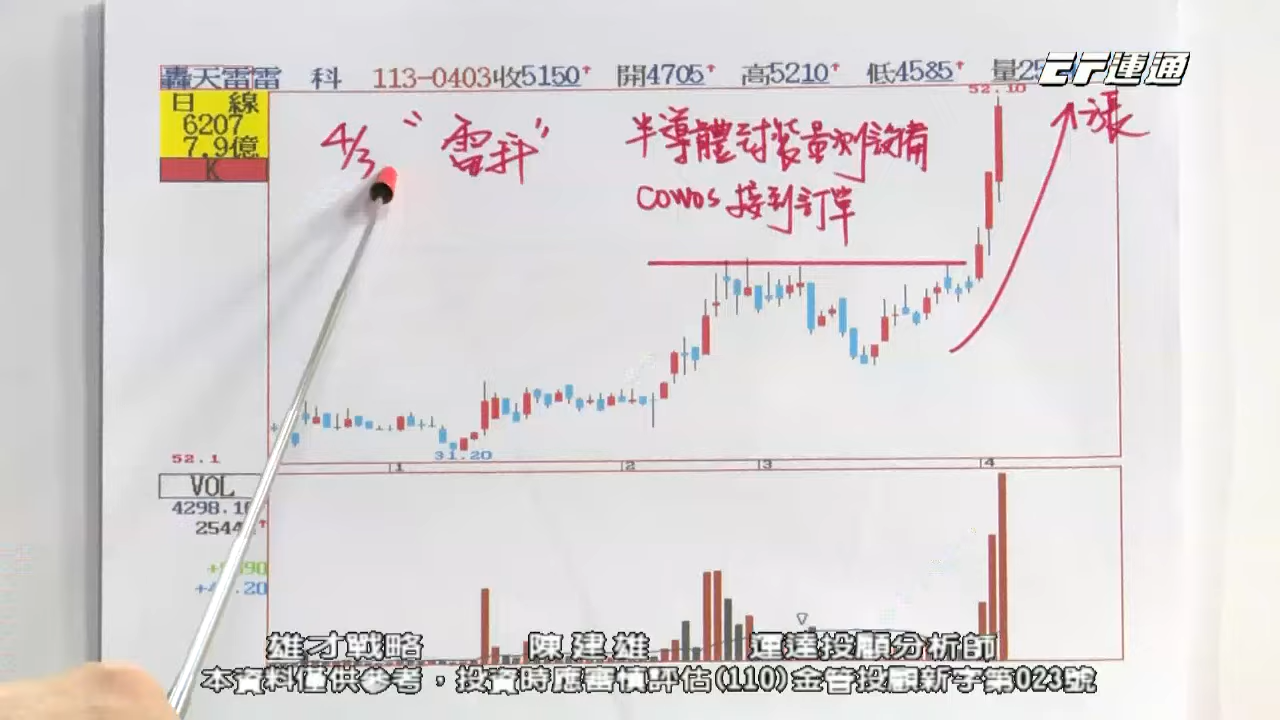 轟天雷雷 科 113-0403收5150↑ 開4705↑ 高5210↑ 低4585↑ 量25
運通
52.10
日 線
6207
7.9億
K
4/3 "雷科"
半導體封裝量測設備
COWOS 接到訂單
漲
31.20
52.1
1 2 3 4
VOL
4298.1
2544
90
20
雄才戰略 陳建雄 運達投顧分析師
本資料僅供參考，投資時應審慎評估(110)金管投顧新字第023號